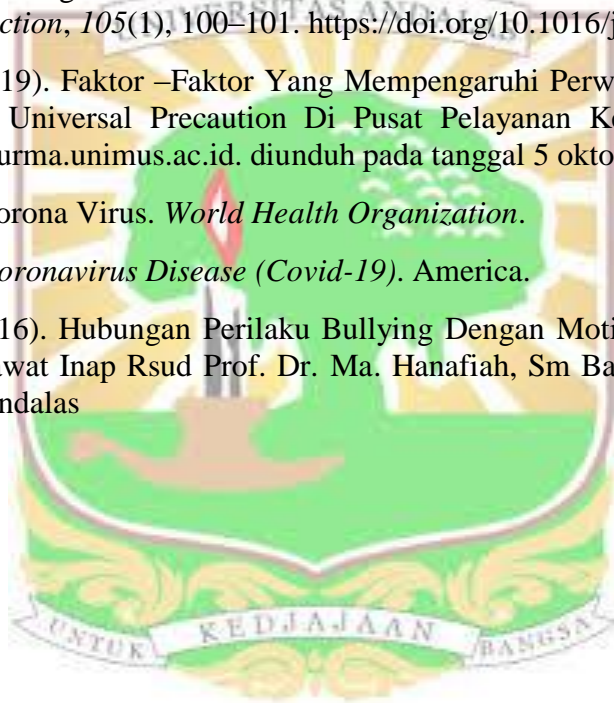 ction, 105(1), 100–101. https://doi.org/10.1016/j
UNIVERSITAS ANDALAS
19). Faktor –Faktor Yang Mempengaruhi Perw
Universal Precaution Di Pusat Pelayanan Ke
urma.unimus.ac.id. diunduh pada tanggal 5 okto
orona Virus. World Health Organization.
oronavirus Disease (Covid-19). America.
16). Hubungan Perilaku Bullying Dengan Moti
awat Inap Rsud Prof. Dr. Ma. Hanafiah, Sm Ba
ndalas
UNTUK KEDJAJAAN BANGSA